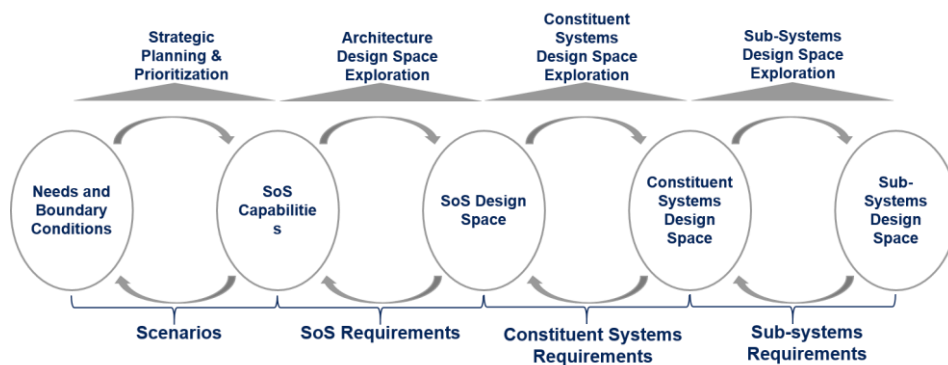 Strategic
Planning &
Prioritization
Architecture
Design Space
Exploration
Constituent
Systems
Design Space
Exploration
Sub-Systems
Design Space
Exploration
Needs and
Boundary
Conditions
SoS
Capabilitie
s
SoS Design
Space
Constituent
Systems
Design
Space
Sub-
Systems
Design
Space
Scenarios
SoS Requirements
Constituent Systems
Requirements
Sub-systems
Requirements